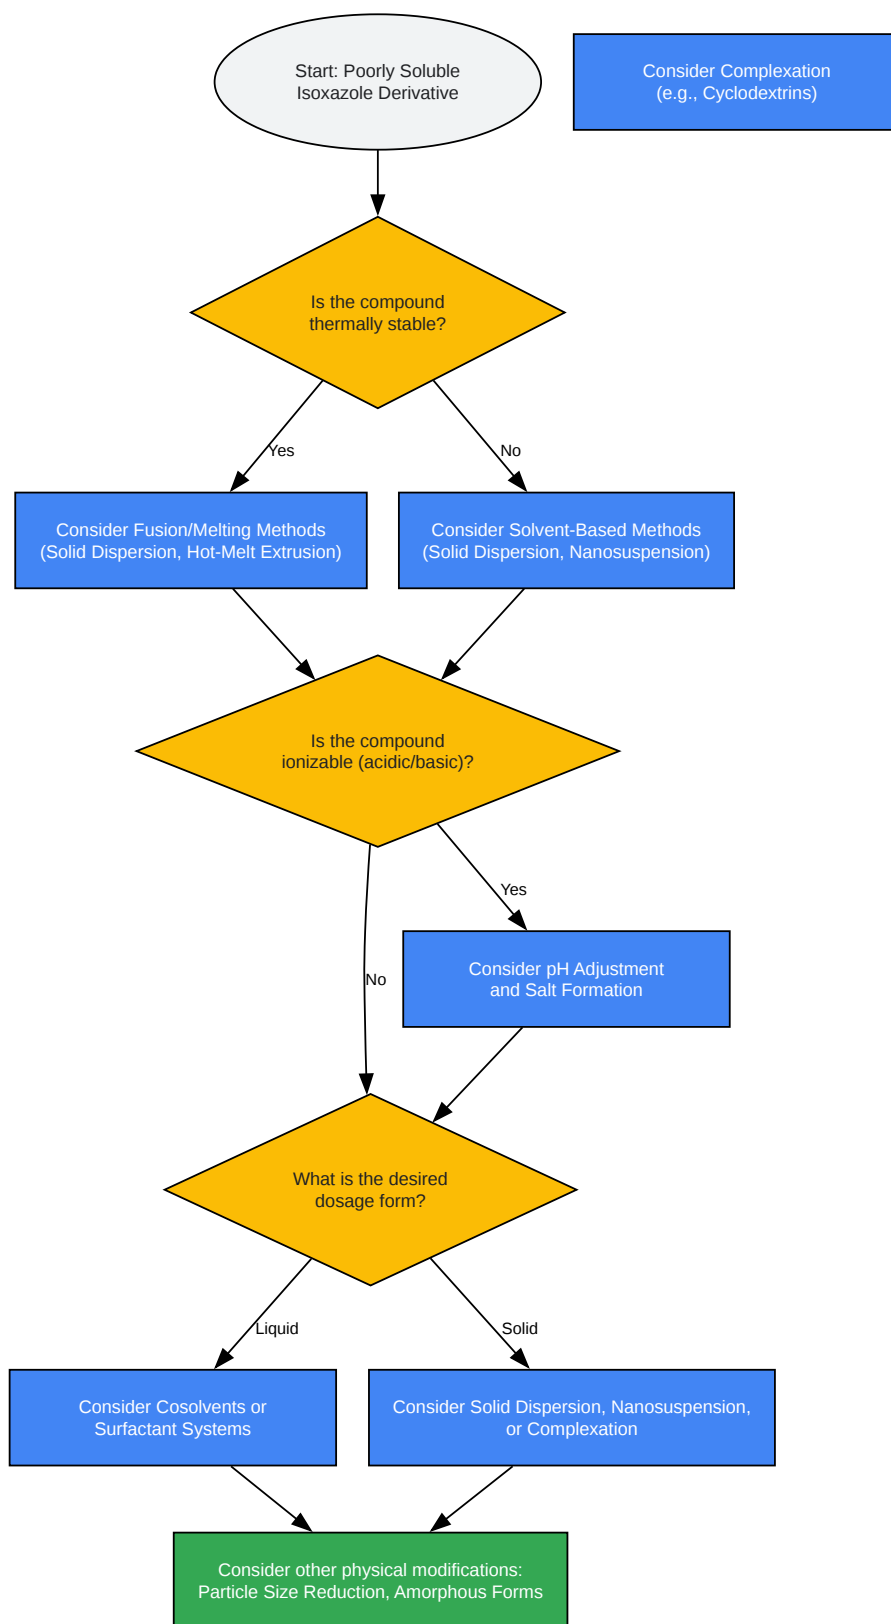 Start: Poorly Soluble
Isoxazole Derivative
Consider Complexation
(e.g., Cyclodextrins)
Is the compound
thermally stable?
Yes
No
Consider Fusion/Melting Methods
(Solid Dispersion, Hot-Melt Extrusion)
Consider Solvent-Based Methods
(Solid Dispersion, Nanosuspension)
Is the compound
ionizable (acidic/basic)?
Yes
No
Consider pH Adjustment
and Salt Formation
What is the desired
dosage form?
Liquid
Solid
Consider Cosolvents or
Surfactant Systems
Consider Solid Dispersion, Nanosuspension,
or Complexation
Consider other physical modifications:
Particle Size Reduction, Amorphous Forms